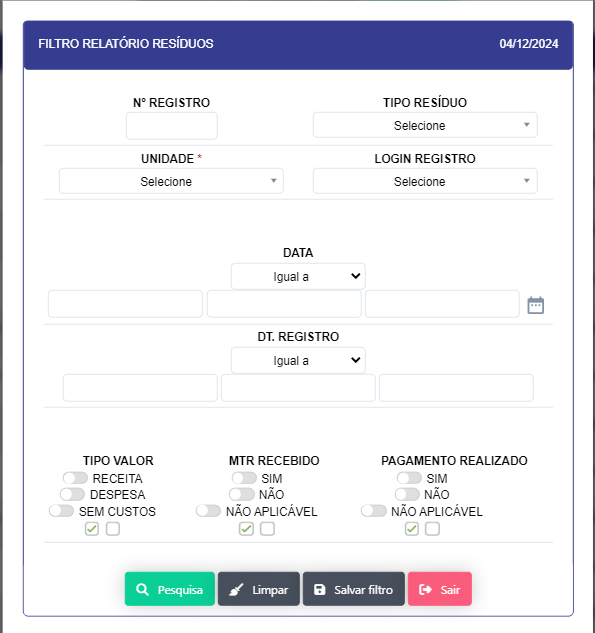 FILTRO RELATÓRIO RESÍDUOS 04/12/2024
N° REGISTRO TIPO RESÍDUO
Selecione
UNIDADE * LOGIN REGISTRO
Selecione Selecione
DATA
Igual a
DT. REGISTRO
Igual a
TIPO VALOR MTR RECEBIDO PAGAMENTO REALIZADO
RECEITA SIM SIM
DESPESA NÃO NÃO
SEM CUSTOS NÃO APLICÁVEL NÃO APLICÁVEL
Pesquisa Limpar Salvar filtro Sair